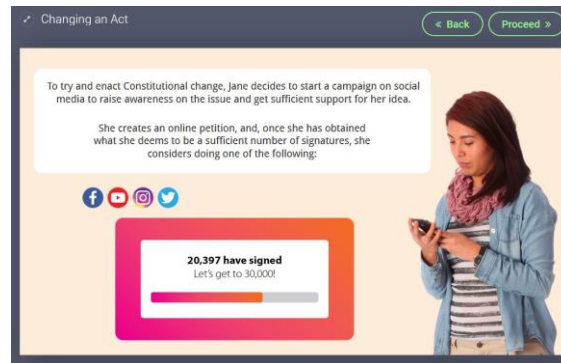 Changing an Act
« Back
Proceed »
To try and enact Constitutional change, Jane decides to start a campaign on social
media to raise awareness on the issue and get sufficient support for her idea.
She creates an online petition, and, once she has obtained
what she deems to be a sufficient number of signatures, she
considers doing one of the following:
20,397 have signed
Let's get to 30,000!